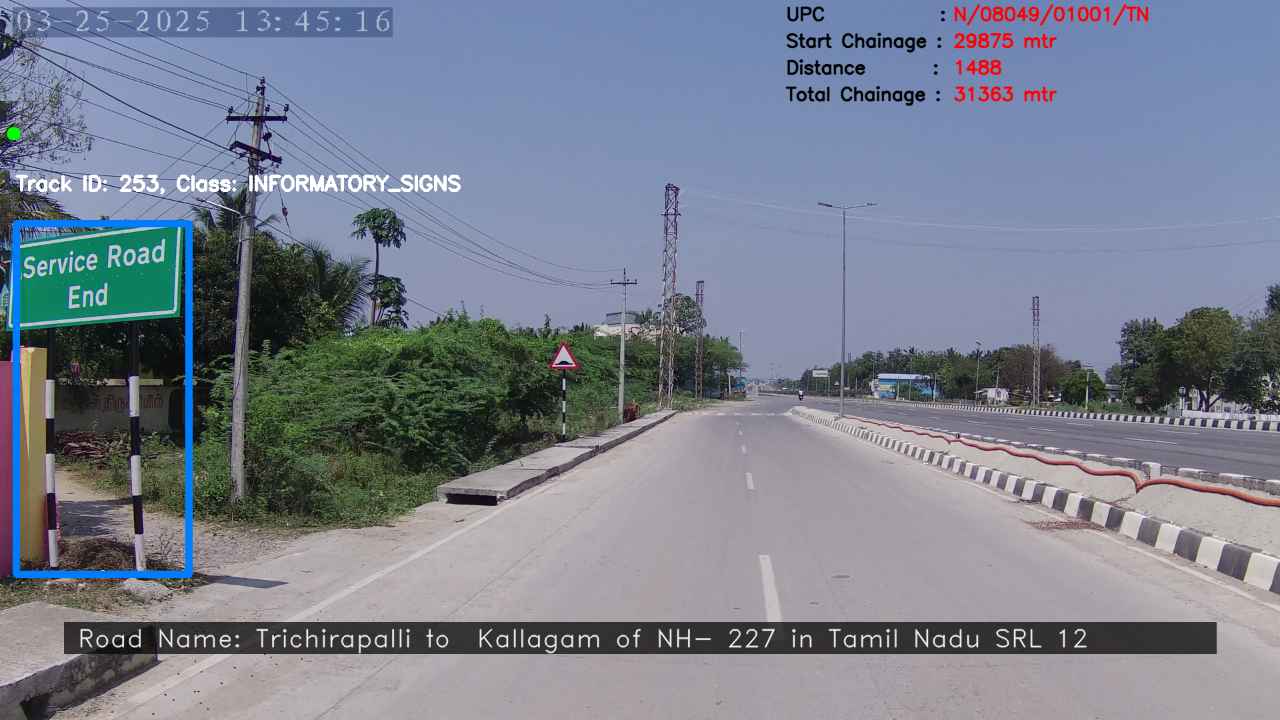 03-25-2025 13:45:16
UPC : N/08049/01001/TN
Start Chainage : 29875 mtr
Distance : 1488
Total Chainage : 31363 mtr
Track ID: 253, Class: INFORMATORY_SIGNS
Service Road
End
Road Name: Trichirapalli to Kallagam of NH- 227 in Tamil Nadu SRL 12